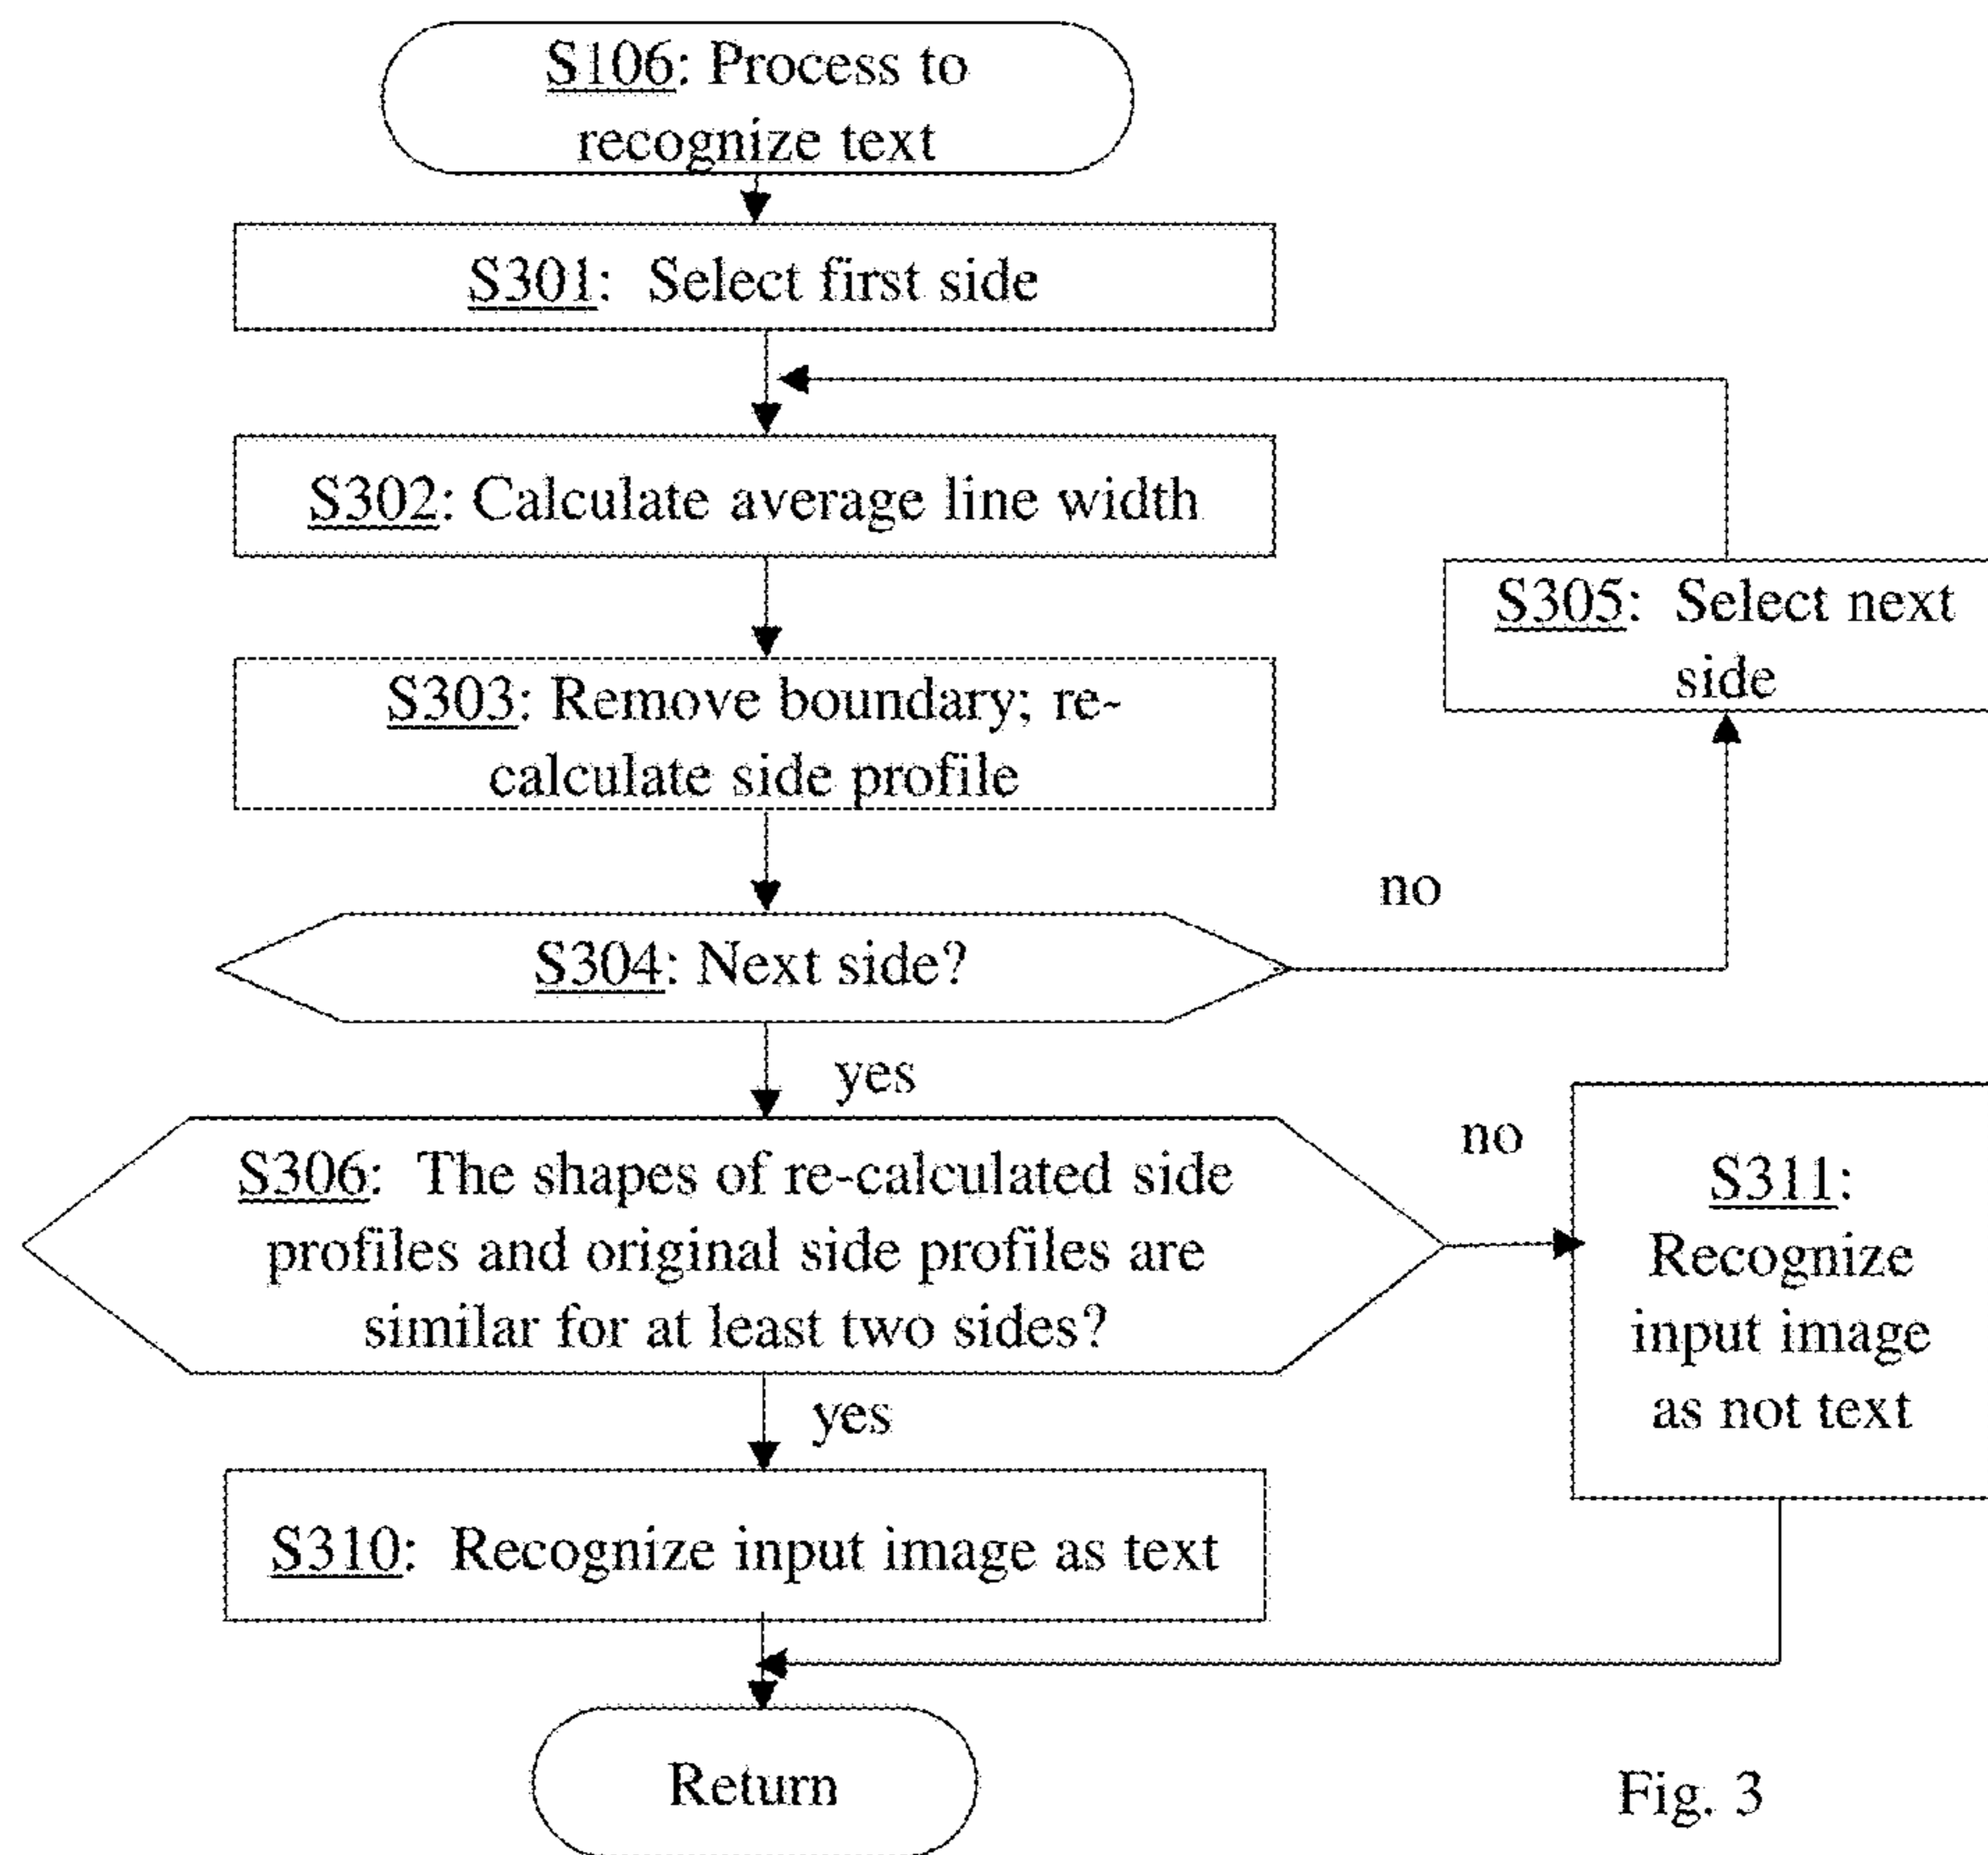 S106: Process to
recognize text
S301: Select first side
S302: Calculate average line width
S305: Select next
side
S303: Remove boundary; re-
calculate side profile
no
S304: Next side?
yes
no
S306: The shapes of re-calculated side
profiles and original side profiles are
similar for at least two sides?
S311:
Recognize
input image
as not text
yes
S310: Recognize input image as text
Return
Fig. 3